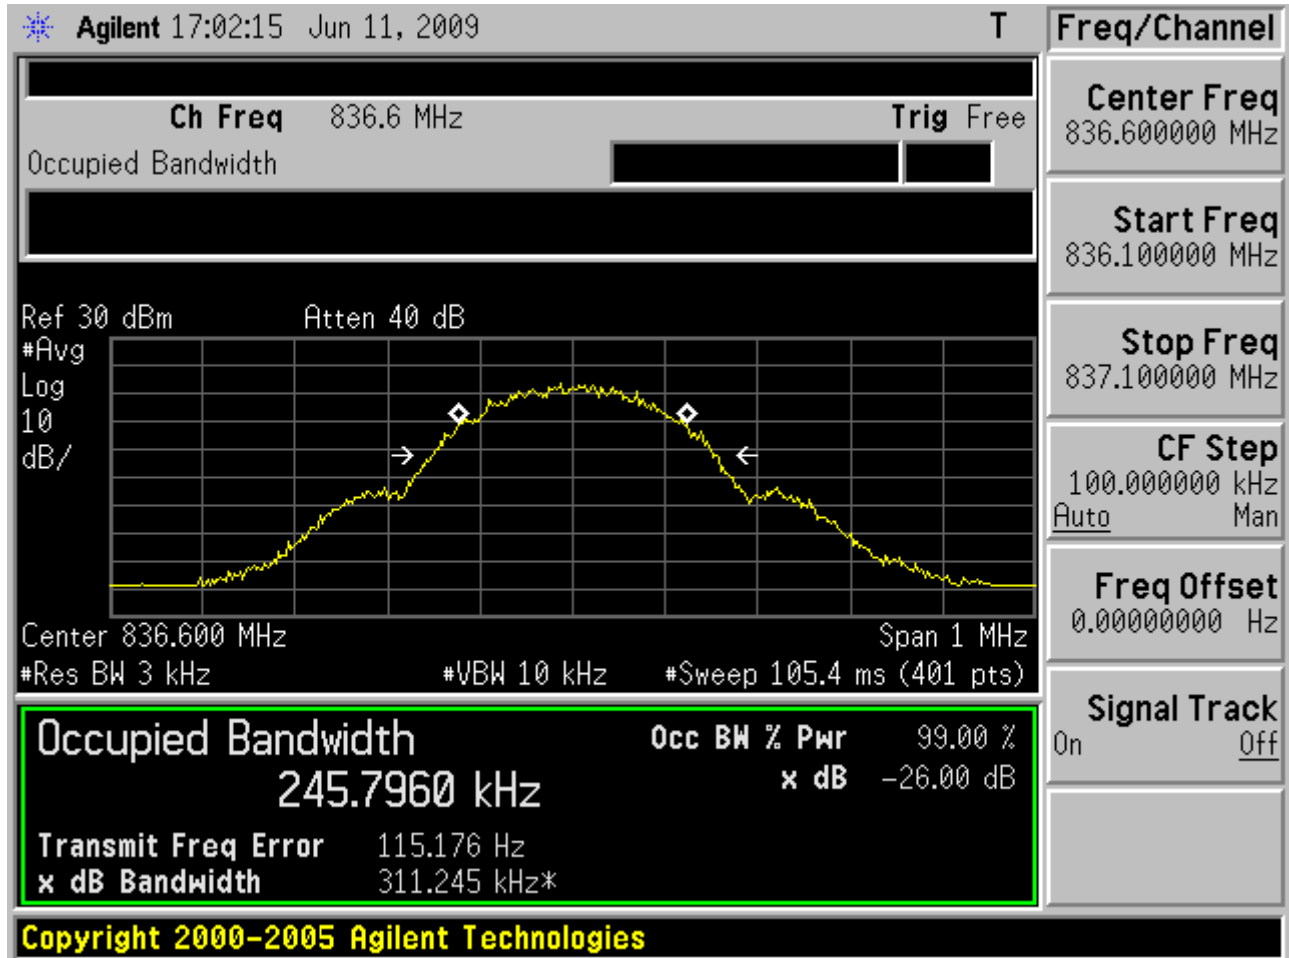 Agilent 17:02:15 Jun 11, 2009 T
Freq/Channel
Ch Freq 836.6 MHz Trig Free
Occupied Bandwidth
Center Freq
836.600000 MHz
Start Freq
836.100000 MHz
Stop Freq
837.100000 MHz
CF Step
100.000000 kHz
Auto Man
Freq Offset
0.00000000 Hz
Signal Track
On Off
Ref 30 dBm Atten 40 dB
#Avg
Log
10
dB/
Center 836.600 MHz Span 1 MHz
#Res BW 3 kHz #VBW 10 kHz #Sweep 105.4 ms (401 pts)
Occupied Bandwidth Occ BW % Pwr 99.00 %
245.7960 kHz x dB -26.00 dB
Transmit Freq Error 115.176 Hz
x dB Bandwidth 311.245 kHz*
Copyright 2000-2005 Agilent Technologies